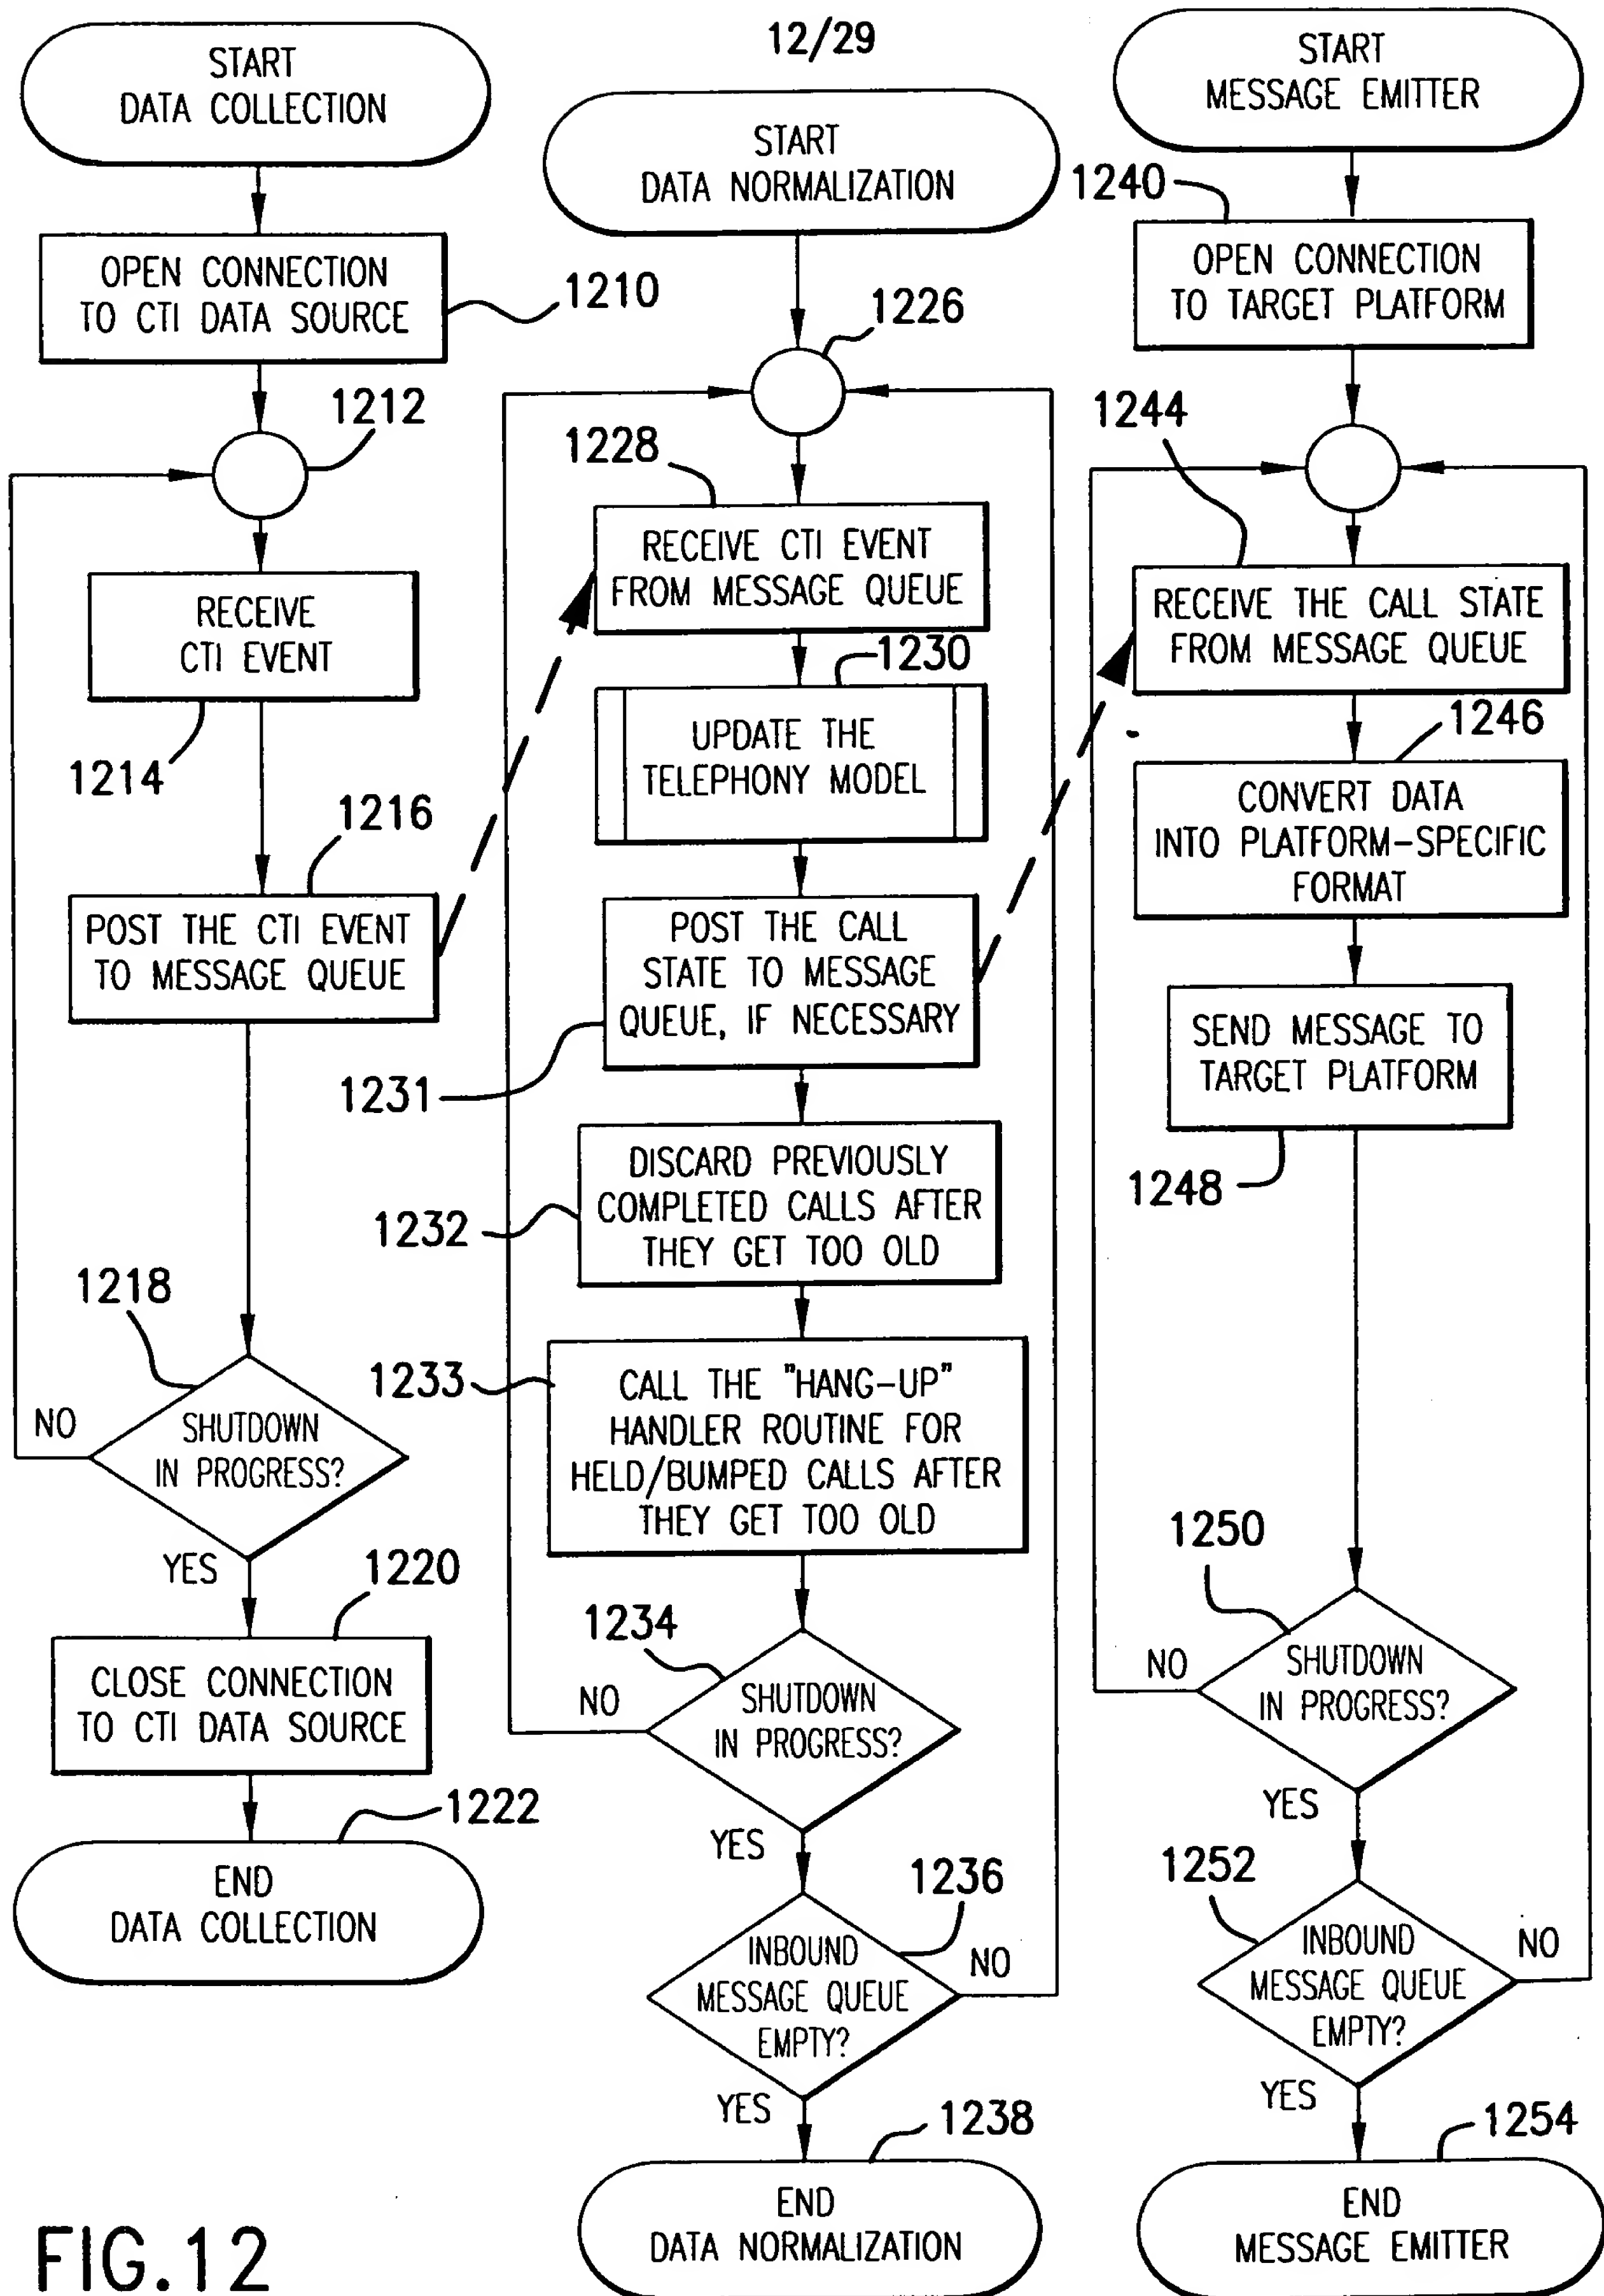 12/29
START
DATA COLLECTION
OPEN CONNECTION
TO CTI DATA SOURCE
1210
1212
RECEIVE
CTI EVENT
1214
1216
POST THE CTI EVENT
TO MESSAGE QUEUE
1218
SHUTDOWN
IN PROGRESS?
NO
YES
1220
CLOSE CONNECTION
TO CTI DATA SOURCE
1222
END
DATA COLLECTION
START
DATA NORMALIZATION
1226
1228
RECEIVE CTI EVENT
FROM MESSAGE QUEUE
1230
UPDATE THE
TELEPHONY MODEL
POST THE CALL
STATE TO MESSAGE
QUEUE, IF NECESSARY
1231
DISCARD PREVIOUSLY
COMPLETED CALLS AFTER
THEY GET TOO OLD
1232
1233
CALL THE "HANG-UP"
HANDLER ROUTINE FOR
HELD/BUMPED CALLS AFTER
THEY GET TOO OLD
1234
SHUTDOWN
IN PROGRESS?
NO
YES
1236
INBOUND
MESSAGE QUEUE
EMPTY?
NO
YES
1238
END
DATA NORMALIZATION
START
MESSAGE EMITTER
1240
OPEN CONNECTION
TO TARGET PLATFORM
1244
RECEIVE THE CALL STATE
FROM MESSAGE QUEUE
1246
CONVERT DATA
INTO PLATFORM-SPECIFIC
FORMAT
SEND MESSAGE TO
TARGET PLATFORM
1248
1250
SHUTDOWN
IN PROGRESS?
NO
YES
1252
INBOUND
MESSAGE QUEUE
EMPTY?
NO
YES
1254
END
MESSAGE EMITTER
FIG.12